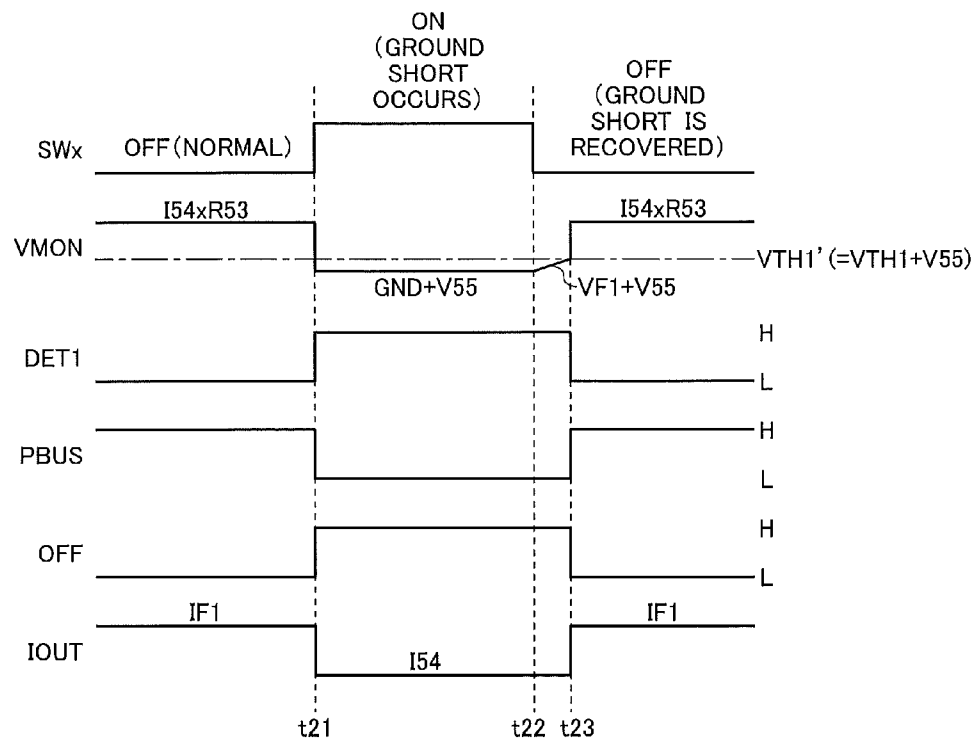 ON
(GROUND
SHORT
OCCURS)
OFF
(GROUND
SHORT IS
RECOVERED)
SWx
OFF(NORMAL)
I54xR53
I54xR53
VMON
VTH1'(=VTH1+V55)
GND+V55
VF1+V55
DET1
H
L
PBUS
H
L
OFF
H
L
IF1
IF1
IOUT
I54
t21
t22
t23